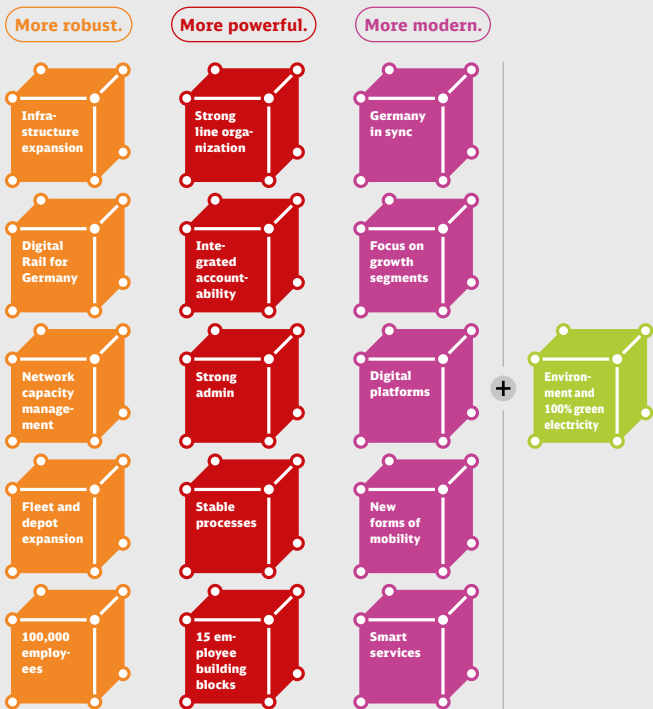 More robust.
More powerful.
More modern.
Infra-
structure
expansion
Strong
line orga-
nization
Germany
in sync
Digital
Rail for
Germany
Inte-
grated
account-
ability
Focus on
growth
segments
Network
capacity
manage-
ment
Strong
admin
Digital
platforms
+
Environ-
ment and
100% green
electricity
Fleet and
depot
expansion
Stable
processes
New
forms of
mobility
100,000
employ-
ees
15 em-
ployee
building
blocks
Smart
services